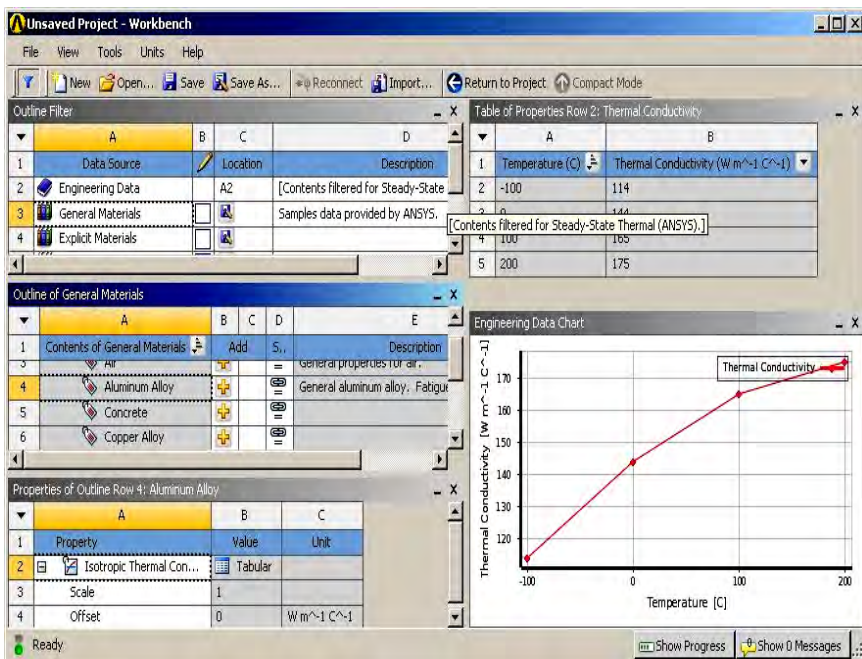 Unsaved Project - Workbench
File View Tools Units Help
New Open... Save Save As... Reconnect Import... Return to Project Compact Mode
Outline Filter
A B C D
1 Data Source Location Description
2 Engineering Data A2 [Contents filtered for Steady-State
3 General Materials Samples data provided by ANSYS.
4 Explicit Materials
Table of Properties Row 2: Thermal Conductivity
A B
1 Temperature (C) Thermal Conductivity (W m^-1 C^-1)
2 -100 114
[Contents filtered for Steady-State Thermal (ANSYS).]
4 100 165
5 200 175
Outline of General Materials
A B C D E
1 Contents of General Materials Add S.. Description
Air General properties for air.
4 Aluminum Alloy General aluminum alloy. Fatigu
5 Concrete
6 Copper Alloy
Properties of Outline Row 4: Aluminum Alloy
A B C
1 Property Value Unit
2 Isotropic Thermal Con... Tabular
3 Scale 1
4 Offset 0 W m^-1 C^-1
Engineering Data Chart
Thermal Conductivity [W m^-1 C^-1]
170
160
150
140
130
120
Thermal Conductivity
-100 0 100 200
Temperature [C]
Ready Show Progress Show 0 Messages